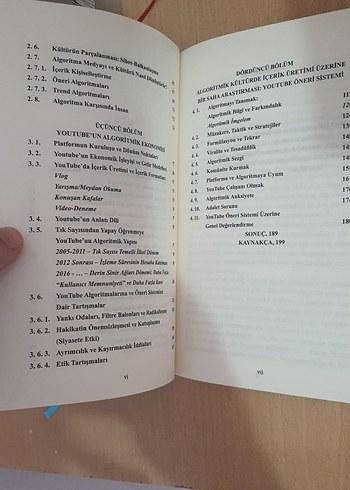 2. 6. Kültürün Parçalanması: Siber-Balkanlaşma
2. 7. Algoritma Medyayı ve Kültürü Nasıl Dönüştürür?
2. 7.1. İçerik Kişiselleştirme
2. 7.2. Öneri Algoritmaları
2. 7.3. Trend Algoritmaları
2. 8. Algoritma Karşısında İnsan
ÜÇÜNCÜ BÖLÜM
YOUTUBE'UN ALGORİTMİK EKONOMİSİ
3. 1. Platformun Kuruluşu ve Dönüm Noktaları
3. 2. Youtube'un Ekonomik İşleyişi ve Gelir Modelleri
3. 3. YouTube'da İçerik Üretimi ve İçerik Formatları
Vlog
Yarışma/Meydan Okuma
Konuşan Kafalar
Video-Deneme
3. 4. Youtube'un Anlatı Dili
3. 5. Tık Sayısından Yapay Öğrenmeye
YouTube'un Algoritmik Yapısı
2005-2011 – Tık Sayısı Temelli İlkel Dönem
2012 Sonrası – İzleme Süresinin Hesaba Katılması
2016 - … – Derin Sinir Ağları Dönemi: Daha Fazla
"Kullanıcı Memnuniyeti" ve Daha Fazla Kaos
3. 6. YouTube Algoritmalarına ve Öneri Sistemine
Dair Tartışmalar
3. 6. 1. Yankı Odaları, Filtre Balonları ve Radikalleşme
3. 6. 2. Hakikatin Önemsizleşmesi ve Kutuplaşma
(Siyasete Etki)
3. 6. 3. Ayrımcılık ve Kayırmacılık İddiaları
3. 6. 4. Etik Tartışmaları
vi
DÖRDÜNCÜ BÖLÜM
ALGORİTMİK KÜLTÜRDE İÇERİK ÜRETİMİ ÜZERİNE
BİR SAHA ARAŞTIRMASI: YOUTUBE ÖNERİ SİSTEMİ
4. 1. Algoritmayı Tanımak:
Algoritmik Bilgi ve Farkındalık
Algoritmik İmgelem
4.2. Müzakere, Taktik ve Stratejiler
4.3. Formülasyon ve Tekrar
4.4. Viralite ve Tesadüfilik
4.5. Algoritmik Sezgi
4.6. Komünite Kurmak
4.7. Platforma ve Algoritmaya Uyum
4.8. YouTube Çalışanı Olmak
4.9. Algoritmik Anksiyete
4.10. Adalet Sorunu
4.11. YouTube Öneri Sistemi Üzerine
Genel Değerlendirme
SONUÇ, 189
KAYNAKÇA, 199
vii